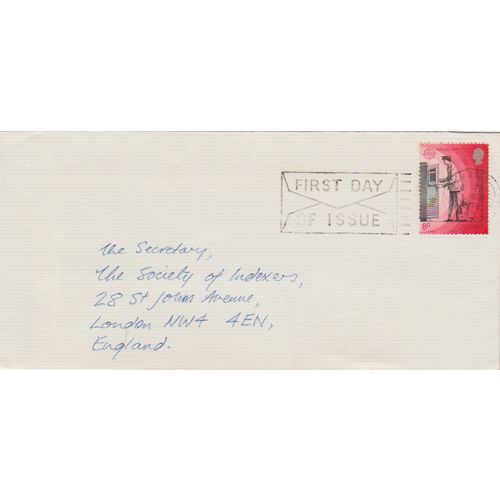 FIRST DAY
OF ISSUE
8P
The Secretary,
The Society of Indexers,
28 St Johns Avenue,
London NW4 4EN,
England.